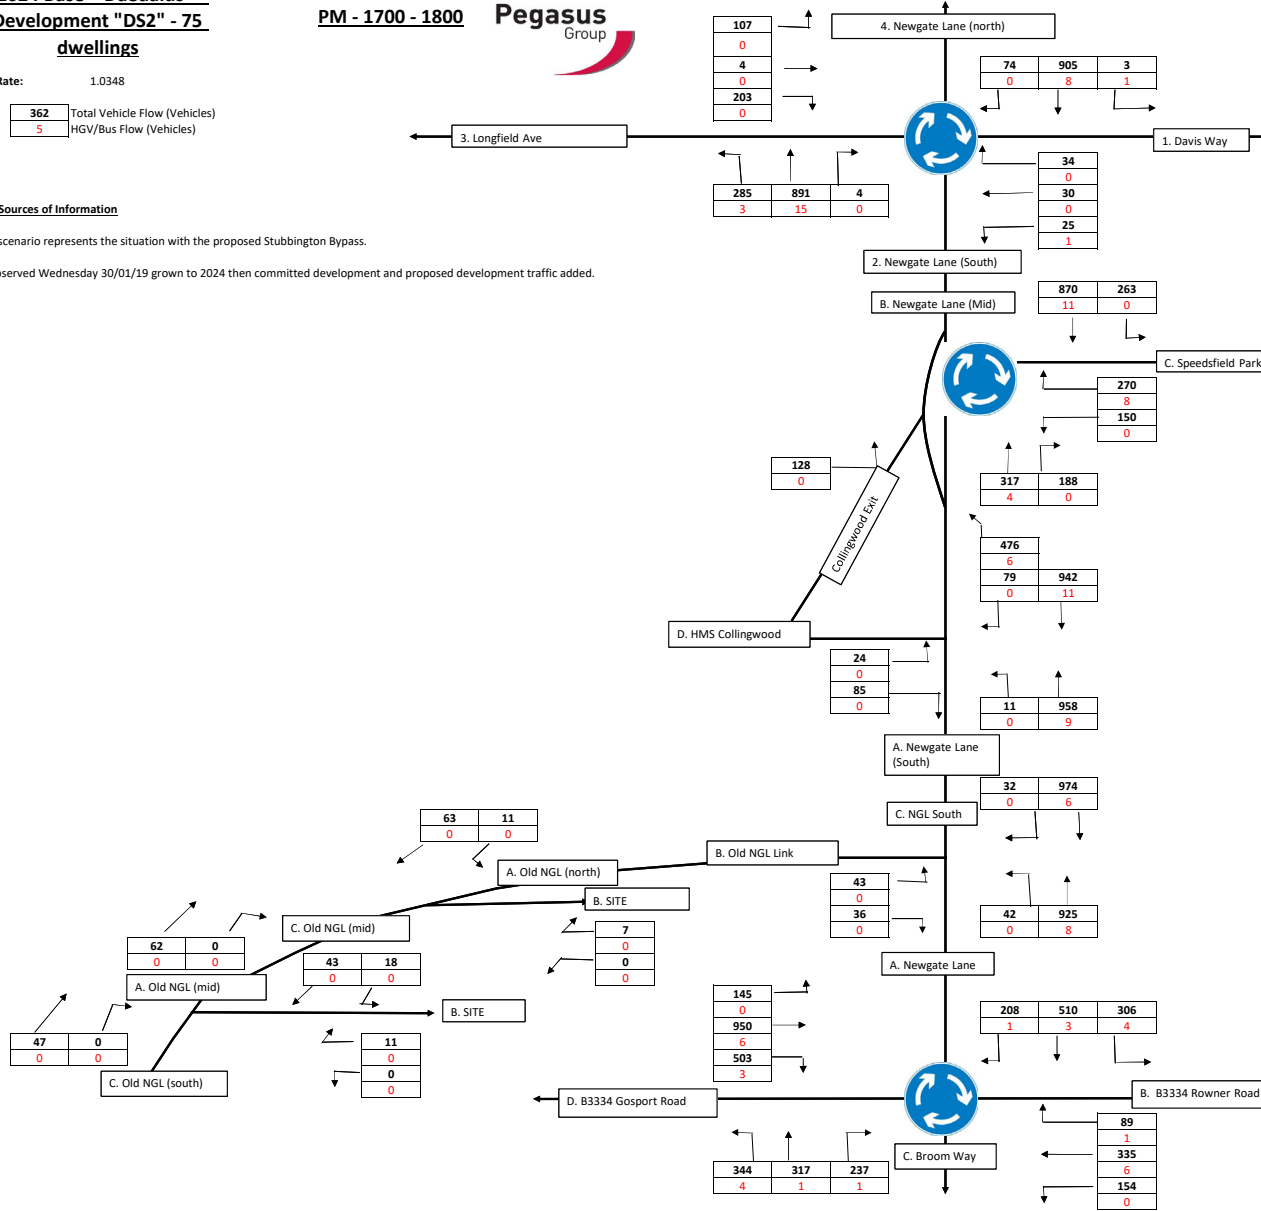 Development "DS2" - 75
dwellings
PM - 1700 - 1800
Pegasus
Group
Rate: 1.0348
362 Total Vehicle Flow (Vehicles)
5 HGV/Bus Flow (Vehicles)
Sources of Information
scenario represents the situation with the proposed Stubbington Bypass.
served Wednesday 30/01/19 grown to 2024 then committed development and proposed development traffic added.
107
0
4
0
203
0
4. Newgate Lane (north)
74 905 3
0 8 1
3. Longfield Ave
1. Davis Way
285 891 4
3 15 0
34
0
30
0
25
1
2. Newgate Lane (South)
B. Newgate Lane (Mid)
870 263
11 0
C. Speedsfield Park
270
8
150
0
128
0
317 188
4 0
Collingwood Exit
476
6
79 942
0 11
D. HMS Collingwood
24
0
85
0
11 958
0 9
A. Newgate Lane
(South)
32 974
0 6
C. NGL South
63 11
0 0
B. Old NGL Link
A. Old NGL (north)
43
0
36
0
42 925
0 8
B. SITE
C. Old NGL (mid)
7
0
0
0
62 0
0 0
43 18
0 0
A. Newgate Lane
A. Old NGL (mid)
B. SITE
47 0
0 0
11
0
0
0
C. Old NGL (south)
145
0
950
6
503
3
208 510 306
1 3 4
D. B3334 Gosport Road
B. B3334 Rowner Road
89
1
335
6
154
0
C. Broom Way
344 317 237
4 1 1